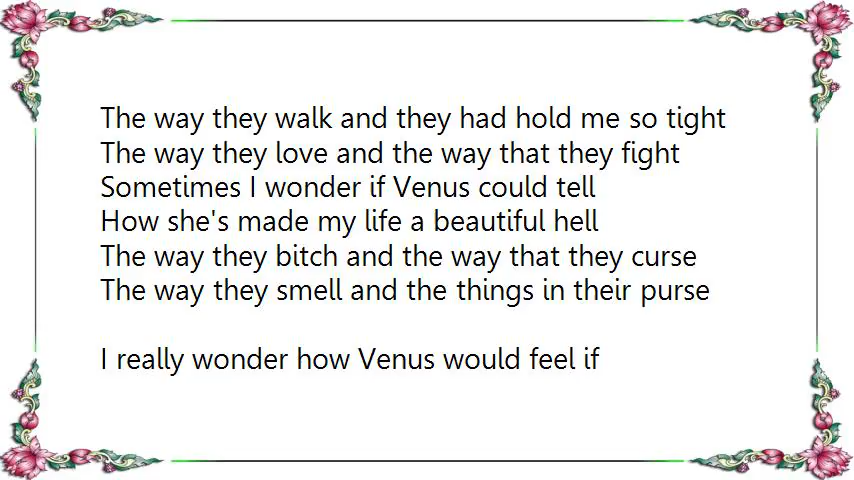 The way they walk and they had hold me so tight
The way they love and the way that they fight
Sometimes I wonder if Venus could tell
How she's made my life a beautiful hell
The way they bitch and the way that they curse
The way they smell and the things in their purse
I really wonder how Venus would feel if